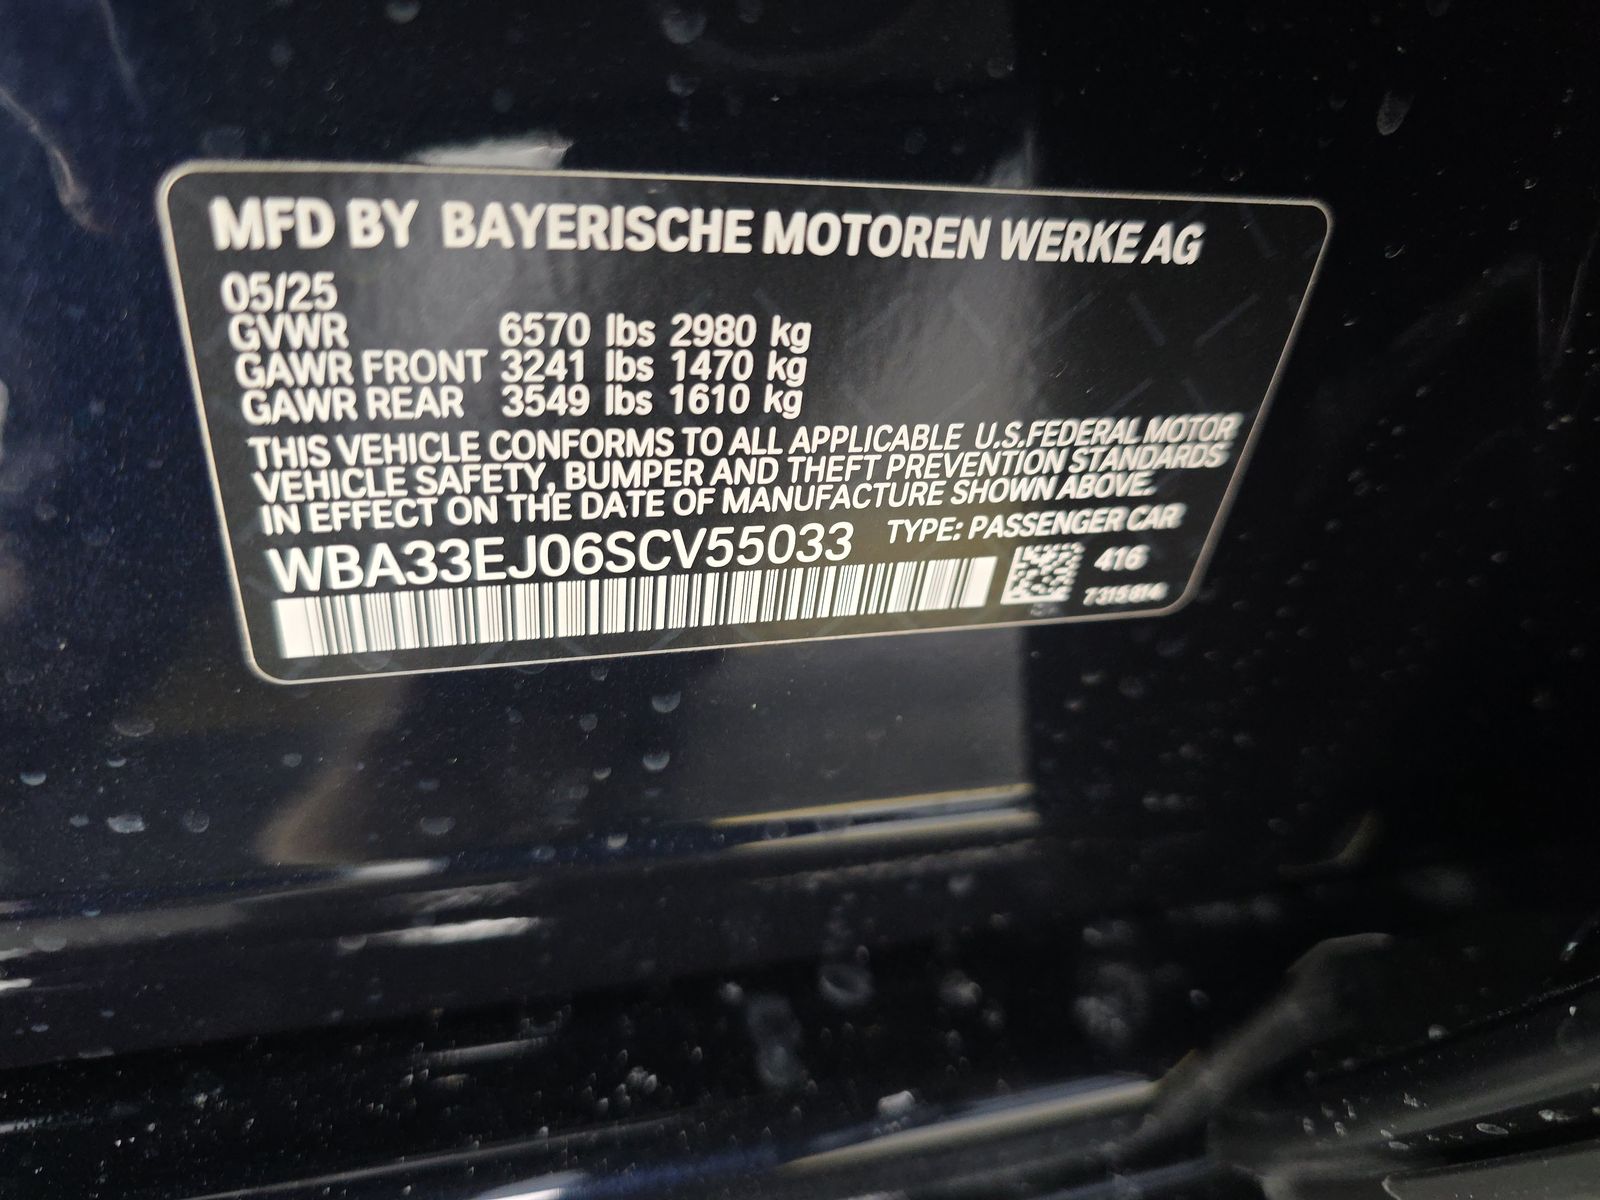 MFD BY BAYERISCHE MOTOREN WERKE AG
05/25
GVWR 6570 lbs 2980 kg
GAWR FRONT 3241 lbs 1470 kg
GAWR REAR 3549 lbs 1610 kg
THIS VEHICLE CONFORMS TO ALL APPLICABLE U.S.FEDERAL MOTOR
VEHICLE SAFETY, BUMPER AND THEFT PREVENTION STANDARDS
IN EFFECT ON THE DATE OF MANUFACTURE SHOWN ABOVE.
WBA33EJ06SCV55033 TYPE: PASSENGER CAR
416
7315814